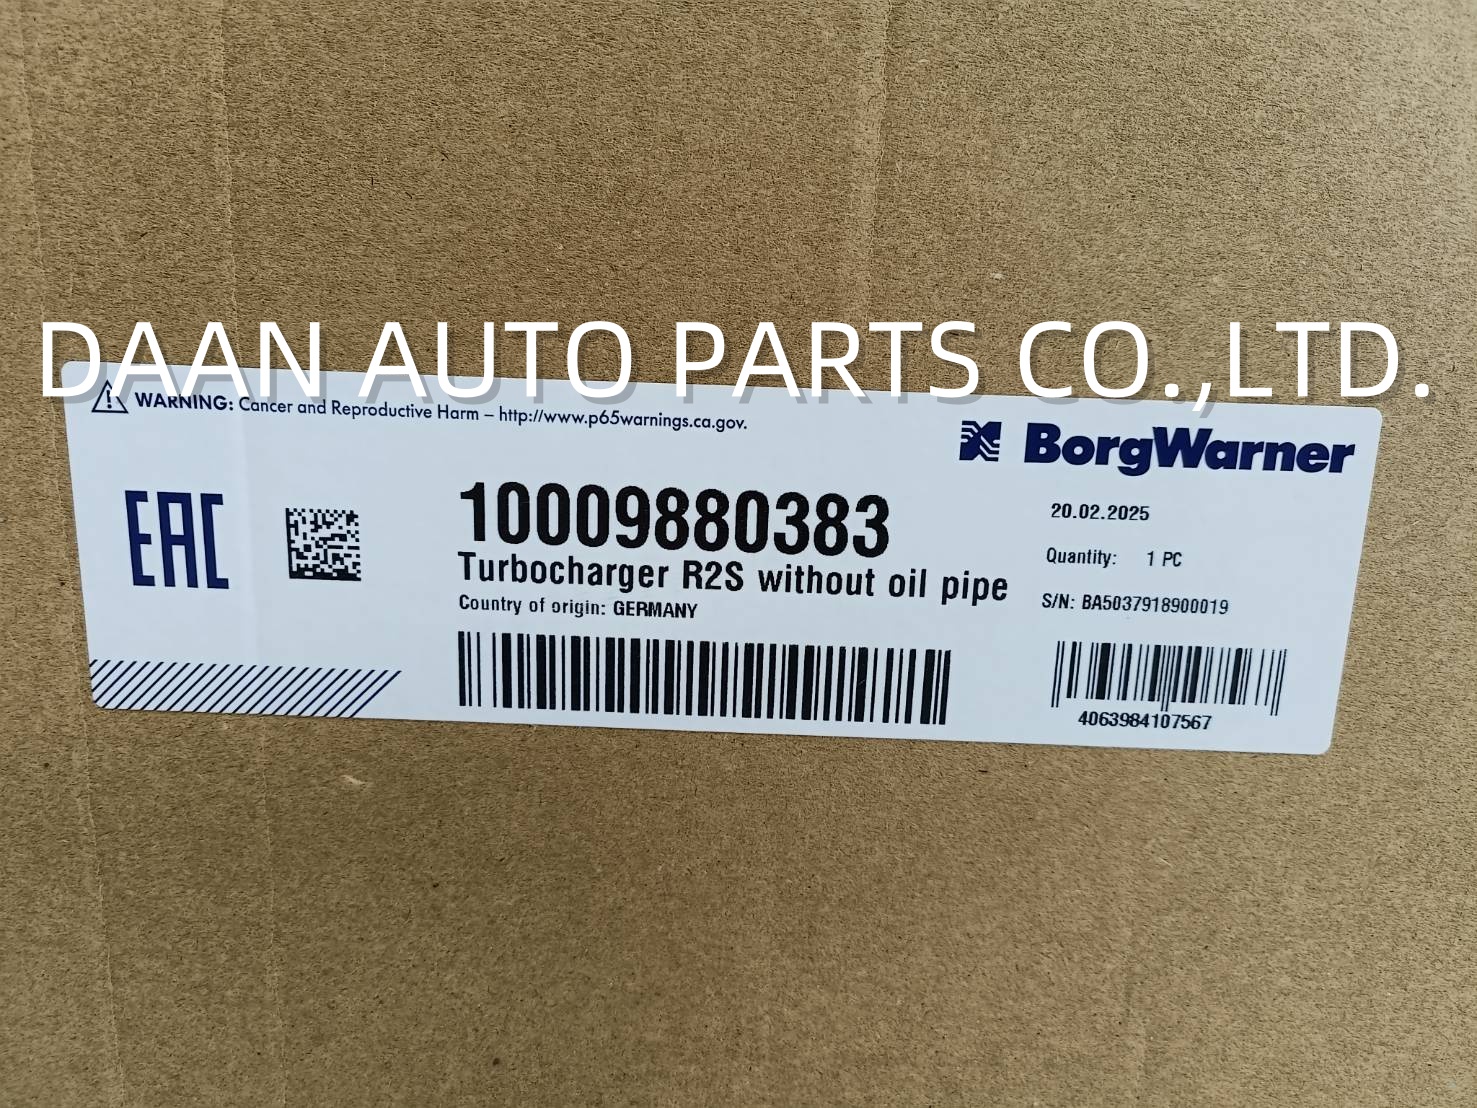 DAAN AUTO PARTS CO.,LTD.
WARNING: Cancer and Reproductive Harm – http://www.p65warnings.ca.gov.
BorgWarner
EAC
10009880383
Turbocharger R2S without oil pipe
Country of origin: GERMANY
20.02.2025
Quantity: 1 PC
S/N: BA5037918900019
4063984107567